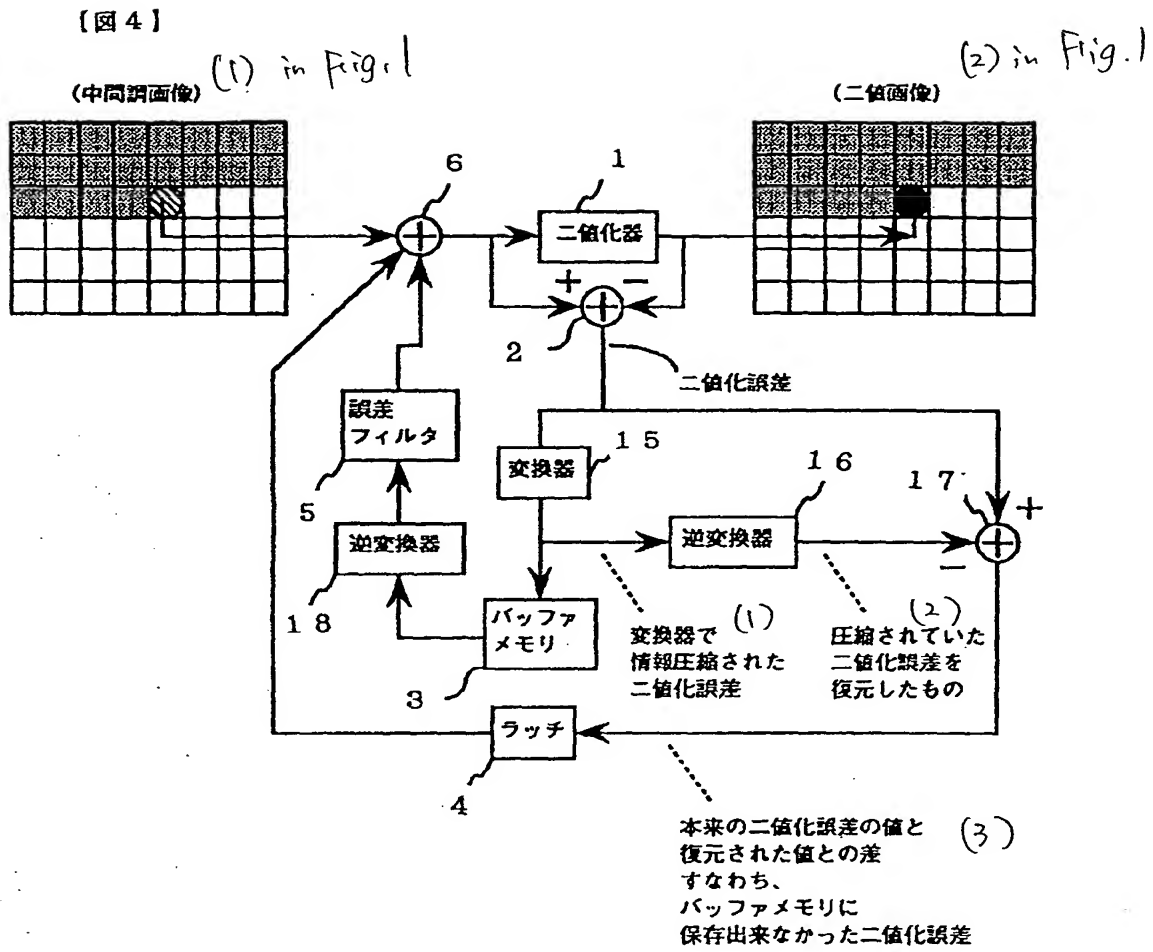 【図４】
(1) in Fig.1
(2) in Fig.1
(中間調画像)
(二値画像)
6
1
二値化器
+
−
2
二値化誤差
誤差
フィルタ
5
変換器
１５
１６
１７
+
逆変換器
逆変換器
−
１８
バッファ
メモリ
3
(1)
変換器で
情報圧縮された
二値化誤差
(2)
圧縮されていた
二値化誤差を
復元したもの
ラッチ
4
本来の二値化誤差の値と
(3)
復元された値との差
すなわち、
バッファメモリに
保存出来なかった二値化誤差